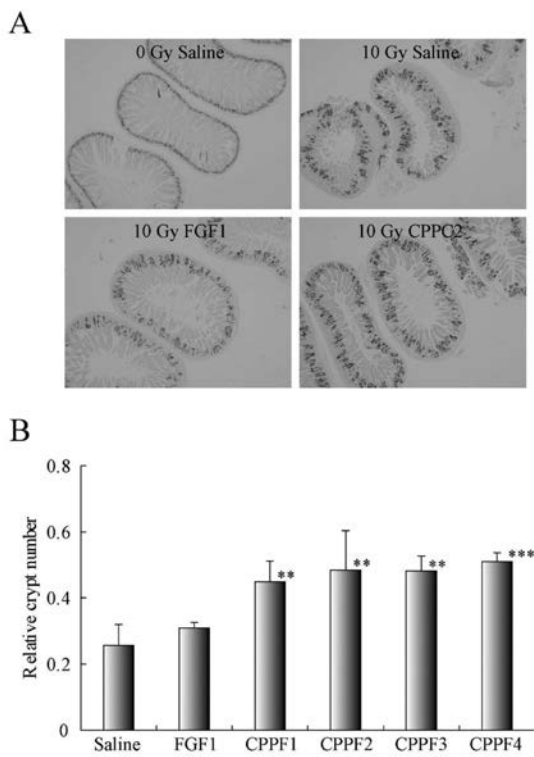 A
0 Gy Saline
10 Gy Saline
10 Gy FGF1
10 Gy CPPC2
B
Relative crypt number
0.8
0.6
0.4
0.2
0
**
**
**
***
Saline
FGF1
CPPF1
CPPF2
CPPF3
CPPF4